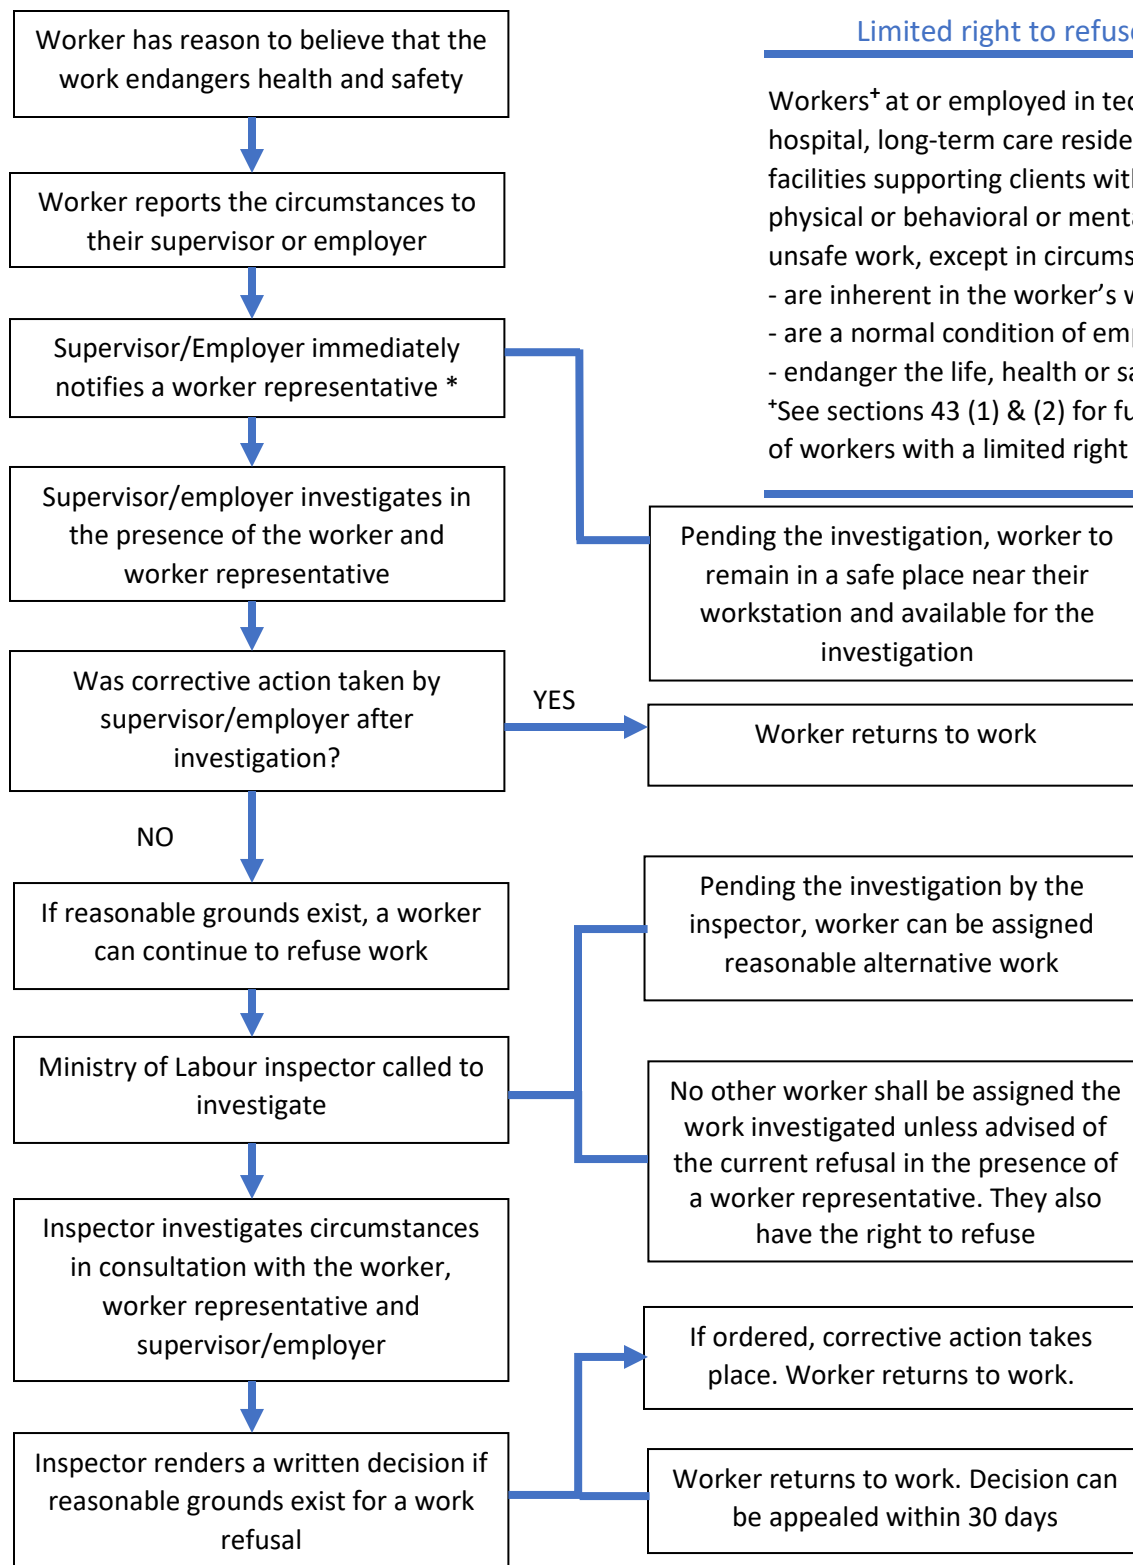 Worker has reason to believe that the
work endangers health and safety
Worker reports the circumstances to
their supervisor or employer
Supervisor/Employer immediately
notifies a worker representative *
Supervisor/employer investigates in
the presence of the worker and
worker representative
Was corrective action taken by
supervisor/employer after
investigation?
YES
NO
If reasonable grounds exist, a worker
can continue to refuse work
Ministry of Labour inspector called to
investigate
Inspector investigates circumstances
in consultation with the worker,
worker representative and
supervisor/employer
Inspector renders a written decision if
reasonable grounds exist for a work
refusal
Limited right to
Workers⁺ at or employed in
hospital, long-term care
facilities supporting clients
physical or behavioral or
unsafe work, except in
- are inherent in the worker’s
- are a normal condition of
- endanger the life, health or
⁺See sections 43 (1) & (2) for
of workers with a limited right
Pending the investigation, worker to
remain in a safe place near their
workstation and available for the
investigation
Worker returns to work
Pending the investigation by the
inspector, worker can be assigned
reasonable alternative work
No other worker shall be assigned the
work investigated unless advised of
the current refusal in the presence of
a worker representative. They also
have the right to refuse
If ordered, corrective action takes
place. Worker returns to work.
Worker returns to work. Decision can
be appealed within 30 days